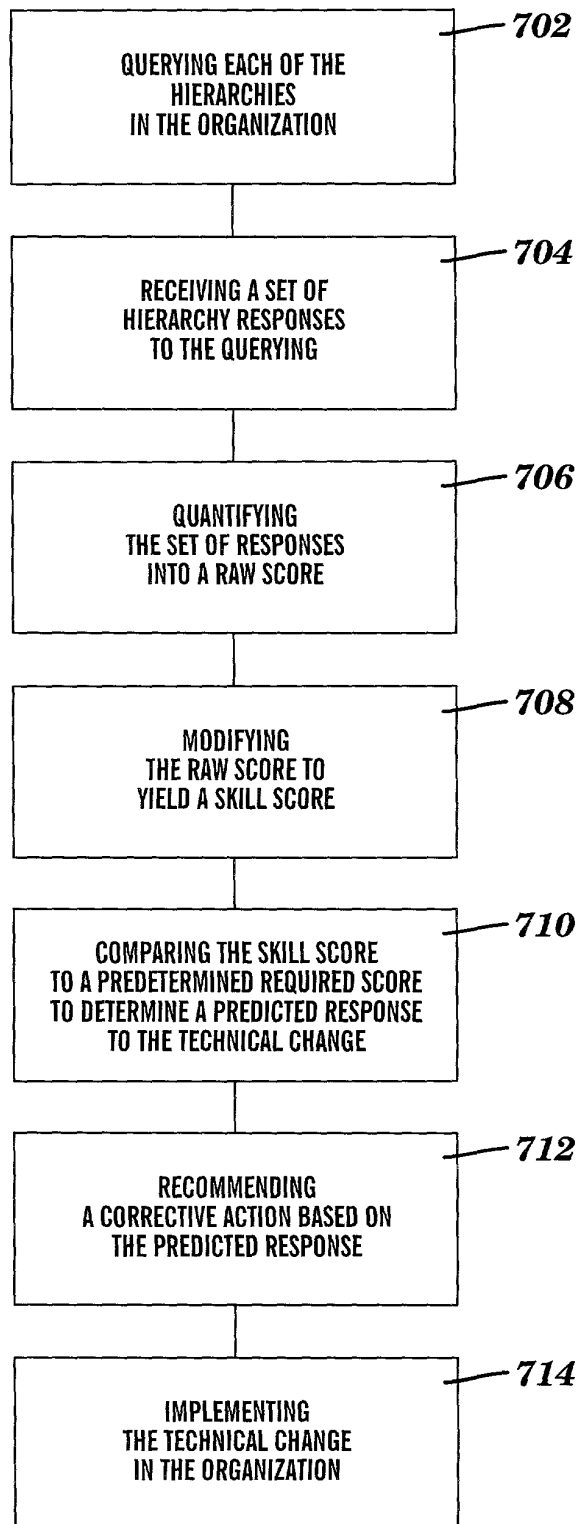 702
QUERYING EACH OF THE
HIERARCHIES
IN THE ORGANIZATION
704
RECEIVING A SET OF
HIERARCHY RESPONSES
TO THE QUERYING
706
QUANTIFYING
THE SET OF RESPONSES
INTO A RAW SCORE
708
MODIFYING
THE RAW SCORE TO
YIELD A SKILL SCORE
710
COMPARING THE SKILL SCORE
TO A PREDETERMINED REQUIRED SCORE
TO DETERMINE A PREDICTED RESPONSE
TO THE TECHNICAL CHANGE
712
RECOMMENDING
A CORRECTIVE ACTION BASED ON
THE PREDICTED RESPONSE
714
IMPLEMENTING
THE TECHNICAL CHANGE
IN THE ORGANIZATION